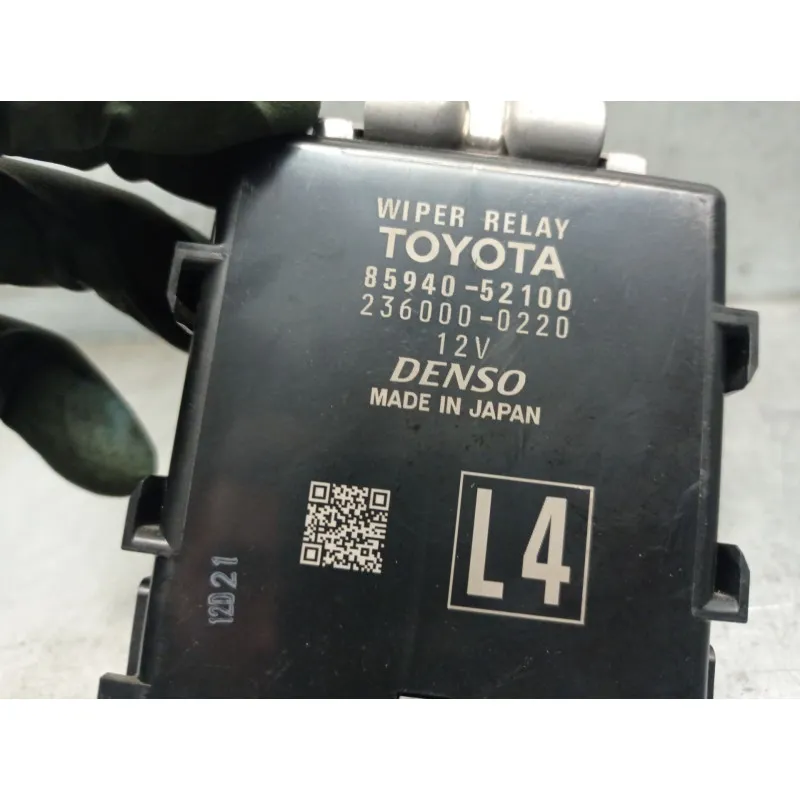 WIPER RELAY
TOYOTA
85940-52100
236000-0220
12V
DENSO
MADE IN JAPAN
L4
12D21